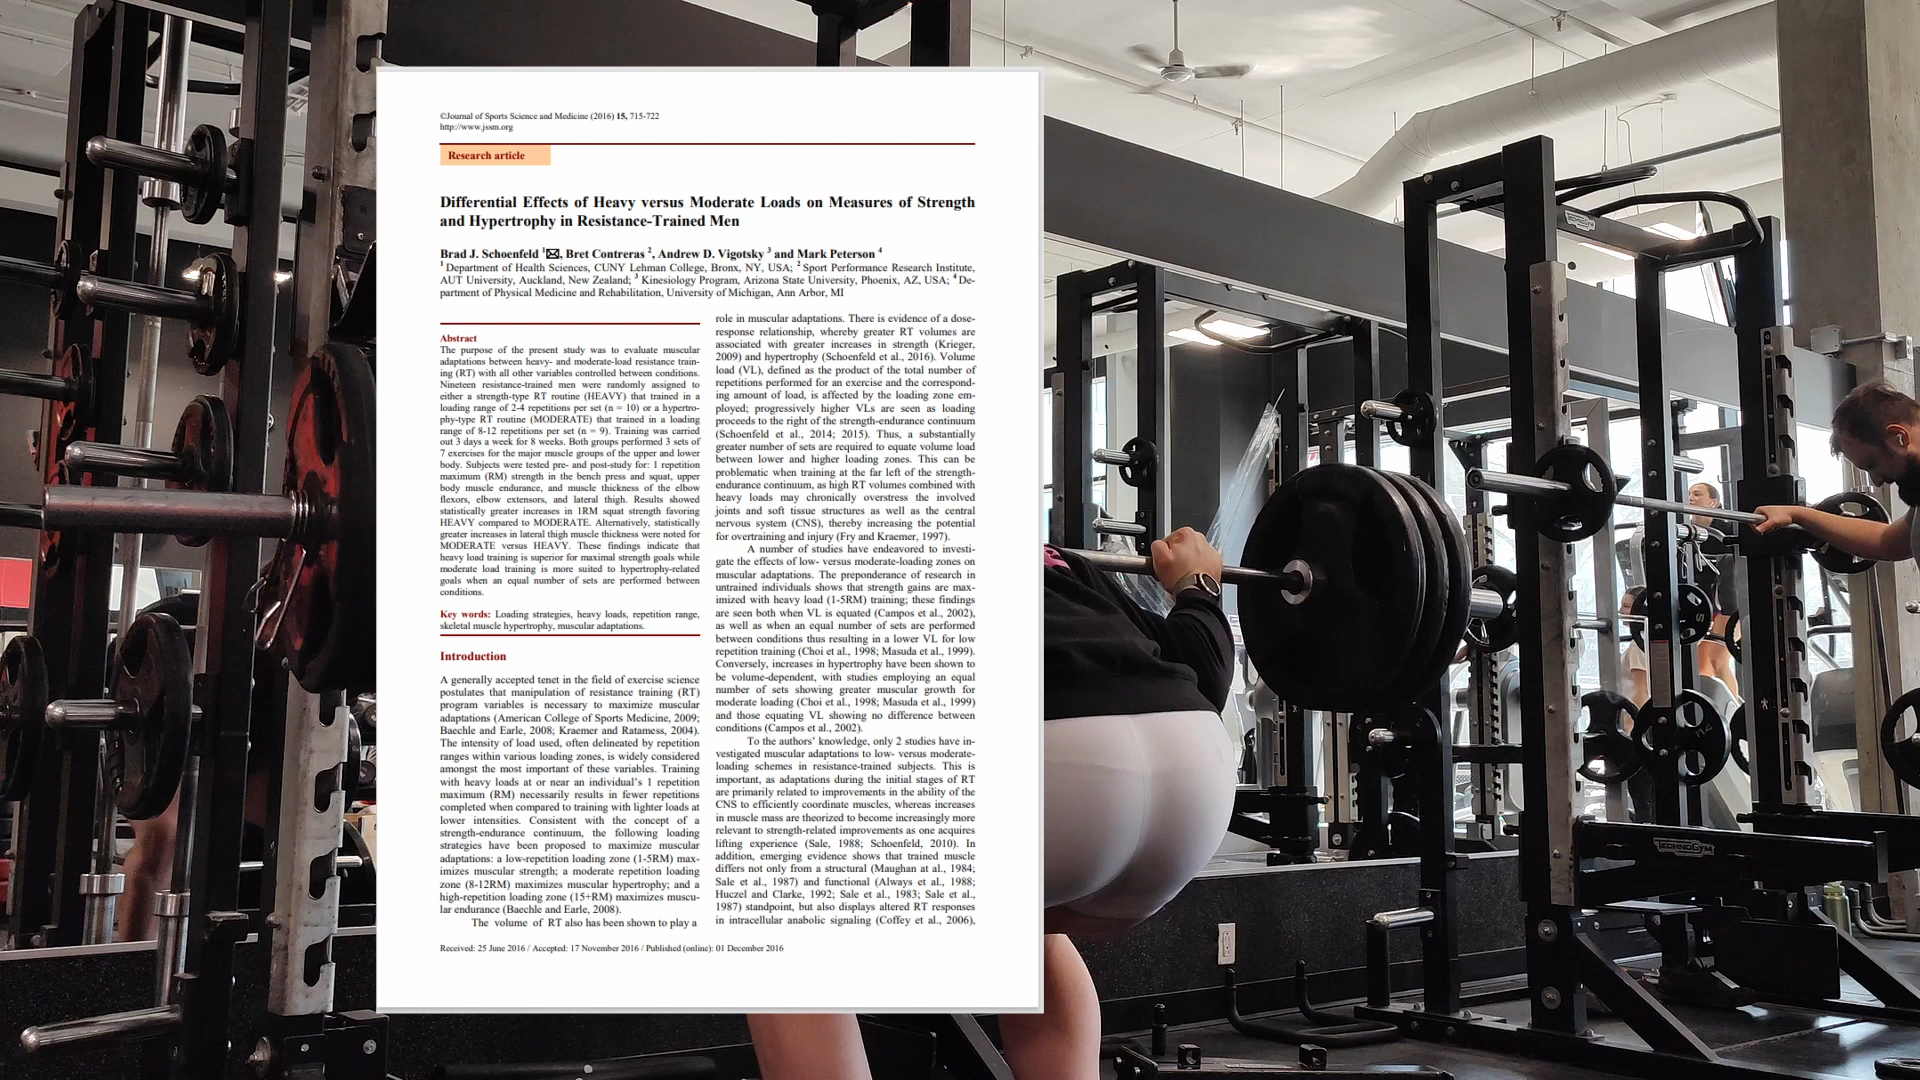 ©Journal of Sports Science and Medicine (2016) 15, 715-722
http://www.jssm.org
Research article
Differential Effects of Heavy versus Moderate Loads on Measures of Strength
and Hypertrophy in Resistance-Trained Men
Brad J. Schoenfeld 1✉, Bret Contreras 2, Andrew D. Vigotsky 3 and Mark Peterson 4
1 Department of Health Sciences, CUNY Lehman College, Bronx, NY, USA; 2 Sport Performance Research Institute,
AUT University, Auckland, New Zealand; 3 Kinesiology Program, Arizona State University, Phoenix, AZ, USA; 4 De-
partment of Physical Medicine and Rehabilitation, University of Michigan, Ann Arbor, MI
Abstract
The purpose of the present study was to evaluate muscular
adaptations between heavy- and moderate-load resistance train-
ing (RT) with all other variables controlled between conditions.
Nineteen resistance-trained men were randomly assigned to
either a strength-type RT routine (HEAVY) that trained in a
loading range of 2-4 repetitions per set (n = 10) or a hypertro-
phy-type RT routine (MODERATE) that trained in a loading
range of 8-12 repetitions per set (n = 9). Training was carried
out 3 days a week for 8 weeks. Both groups performed 3 sets of
7 exercises for the major muscle groups of the upper and lower
body. Subjects were tested pre- and post-study for: 1 repetition
maximum (RM) strength in the bench press and squat, upper
body muscle endurance, and muscle thickness of the elbow
flexors, elbow extensors, and lateral thigh. Results showed
statistically greater increases in 1RM squat strength favoring
HEAVY compared to MODERATE. Alternatively, statistically
greater increases in lateral thigh muscle thickness were noted for
MODERATE versus HEAVY. These findings indicate that
heavy load training is superior for maximal strength goals while
moderate load training is more suited to hypertrophy-related
goals when an equal number of sets are performed between
conditions.
Key words: Loading strategies, heavy loads, repetition range,
skeletal muscle hypertrophy, muscular adaptations.
Introduction
A generally accepted tenet in the field of exercise science
postulates that manipulation of resistance training (RT)
program variables is necessary to maximize muscular
adaptations (American College of Sports Medicine, 2009;
Baechle and Earle, 2008; Kraemer and Ratamess, 2004).
The intensity of load used, often delineated by repetition
ranges within various loading zones, is widely considered
amongst the most important of these variables. Training
with heavy loads at or near an individual's 1 repetition
maximum (RM) necessarily results in fewer repetitions
completed when compared to training with lighter loads at
lower intensities. Consistent with the concept of a
strength-endurance continuum, the following loading
strategies have been proposed to maximize muscular
adaptations: a low-repetition loading zone (1-5RM) max-
imizes muscular strength; a moderate repetition loading
zone (8-12RM) maximizes muscular hypertrophy; and a
high-repetition loading zone (15+RM) maximizes muscu-
lar endurance (Baechle and Earle, 2008).
The volume of RT also has been shown to play a
role in muscular adaptations. There is evidence of a dose-
response relationship, whereby greater RT volumes are
associated with greater increases in strength (Krieger,
2009) and hypertrophy (Schoenfeld et al., 2016). Volume
load (VL), defined as the product of the total number of
repetitions performed for an exercise and the correspond-
ing amount of load, is affected by the loading zone em-
ployed; progressively higher VLs are seen as loading
proceeds to the right of the strength-endurance continuum
(Schoenfeld et al., 2014; 2015). Thus, a substantially
greater number of sets are required to equate volume load
between lower and higher loading zones. This can be
problematic when training at the far left of the strength-
endurance continuum, as high RT volumes combined with
heavy loads may chronically overstress the involved
joints and soft tissue structures as well as the central
nervous system (CNS), thereby increasing the potential
for overtraining and injury (Fry and Kraemer, 1997).
A number of studies have endeavored to investi-
gate the effects of low- versus moderate-loading zones on
muscular adaptations. The preponderance of research in
untrained individuals shows that strength gains are max-
imized with heavy load (1-5RM) training; these findings
are seen both when VL is equated (Campos et al., 2002),
as well as when an equal number of sets are performed
between conditions thus resulting in a lower VL for low
repetition training (Choi et al., 1998; Masuda et al., 1999).
Conversely, increases in hypertrophy have been shown to
be volume-dependent, with studies employing an equal
number of sets showing greater muscular growth for
moderate loading (Choi et al., 1998; Masuda et al., 1999)
and those equating VL showing no difference between
conditions (Campos et al., 2002).
To the authors' knowledge, only 2 studies have in-
vestigated muscular adaptations to low- versus moderate-
loading schemes in resistance-trained subjects. This is
important, as adaptations during the initial stages of RT
are primarily related to improvements in the ability of the
CNS to efficiently coordinate muscles, whereas increases
in muscle mass are theorized to become increasingly more
relevant to strength-related improvements as one acquires
lifting experience (Sale, 1988; Schoenfeld, 2010). In
addition, emerging evidence shows that trained muscle
differs not only from a structural (Maughan et al., 1984;
Sale et al., 1987) and functional (Always et al., 1988;
Huczel and Clarke, 1992; Sale et al., 1983; Sale et al.,
1987) standpoint, but also displays altered RT responses
in intracellular anabolic signaling (Coffey et al., 2006),
Received: 25 June 2016 / Accepted: 17 November 2016 / Published (online): 01 December 2016
TECHNOGYM
TECHNOGYM